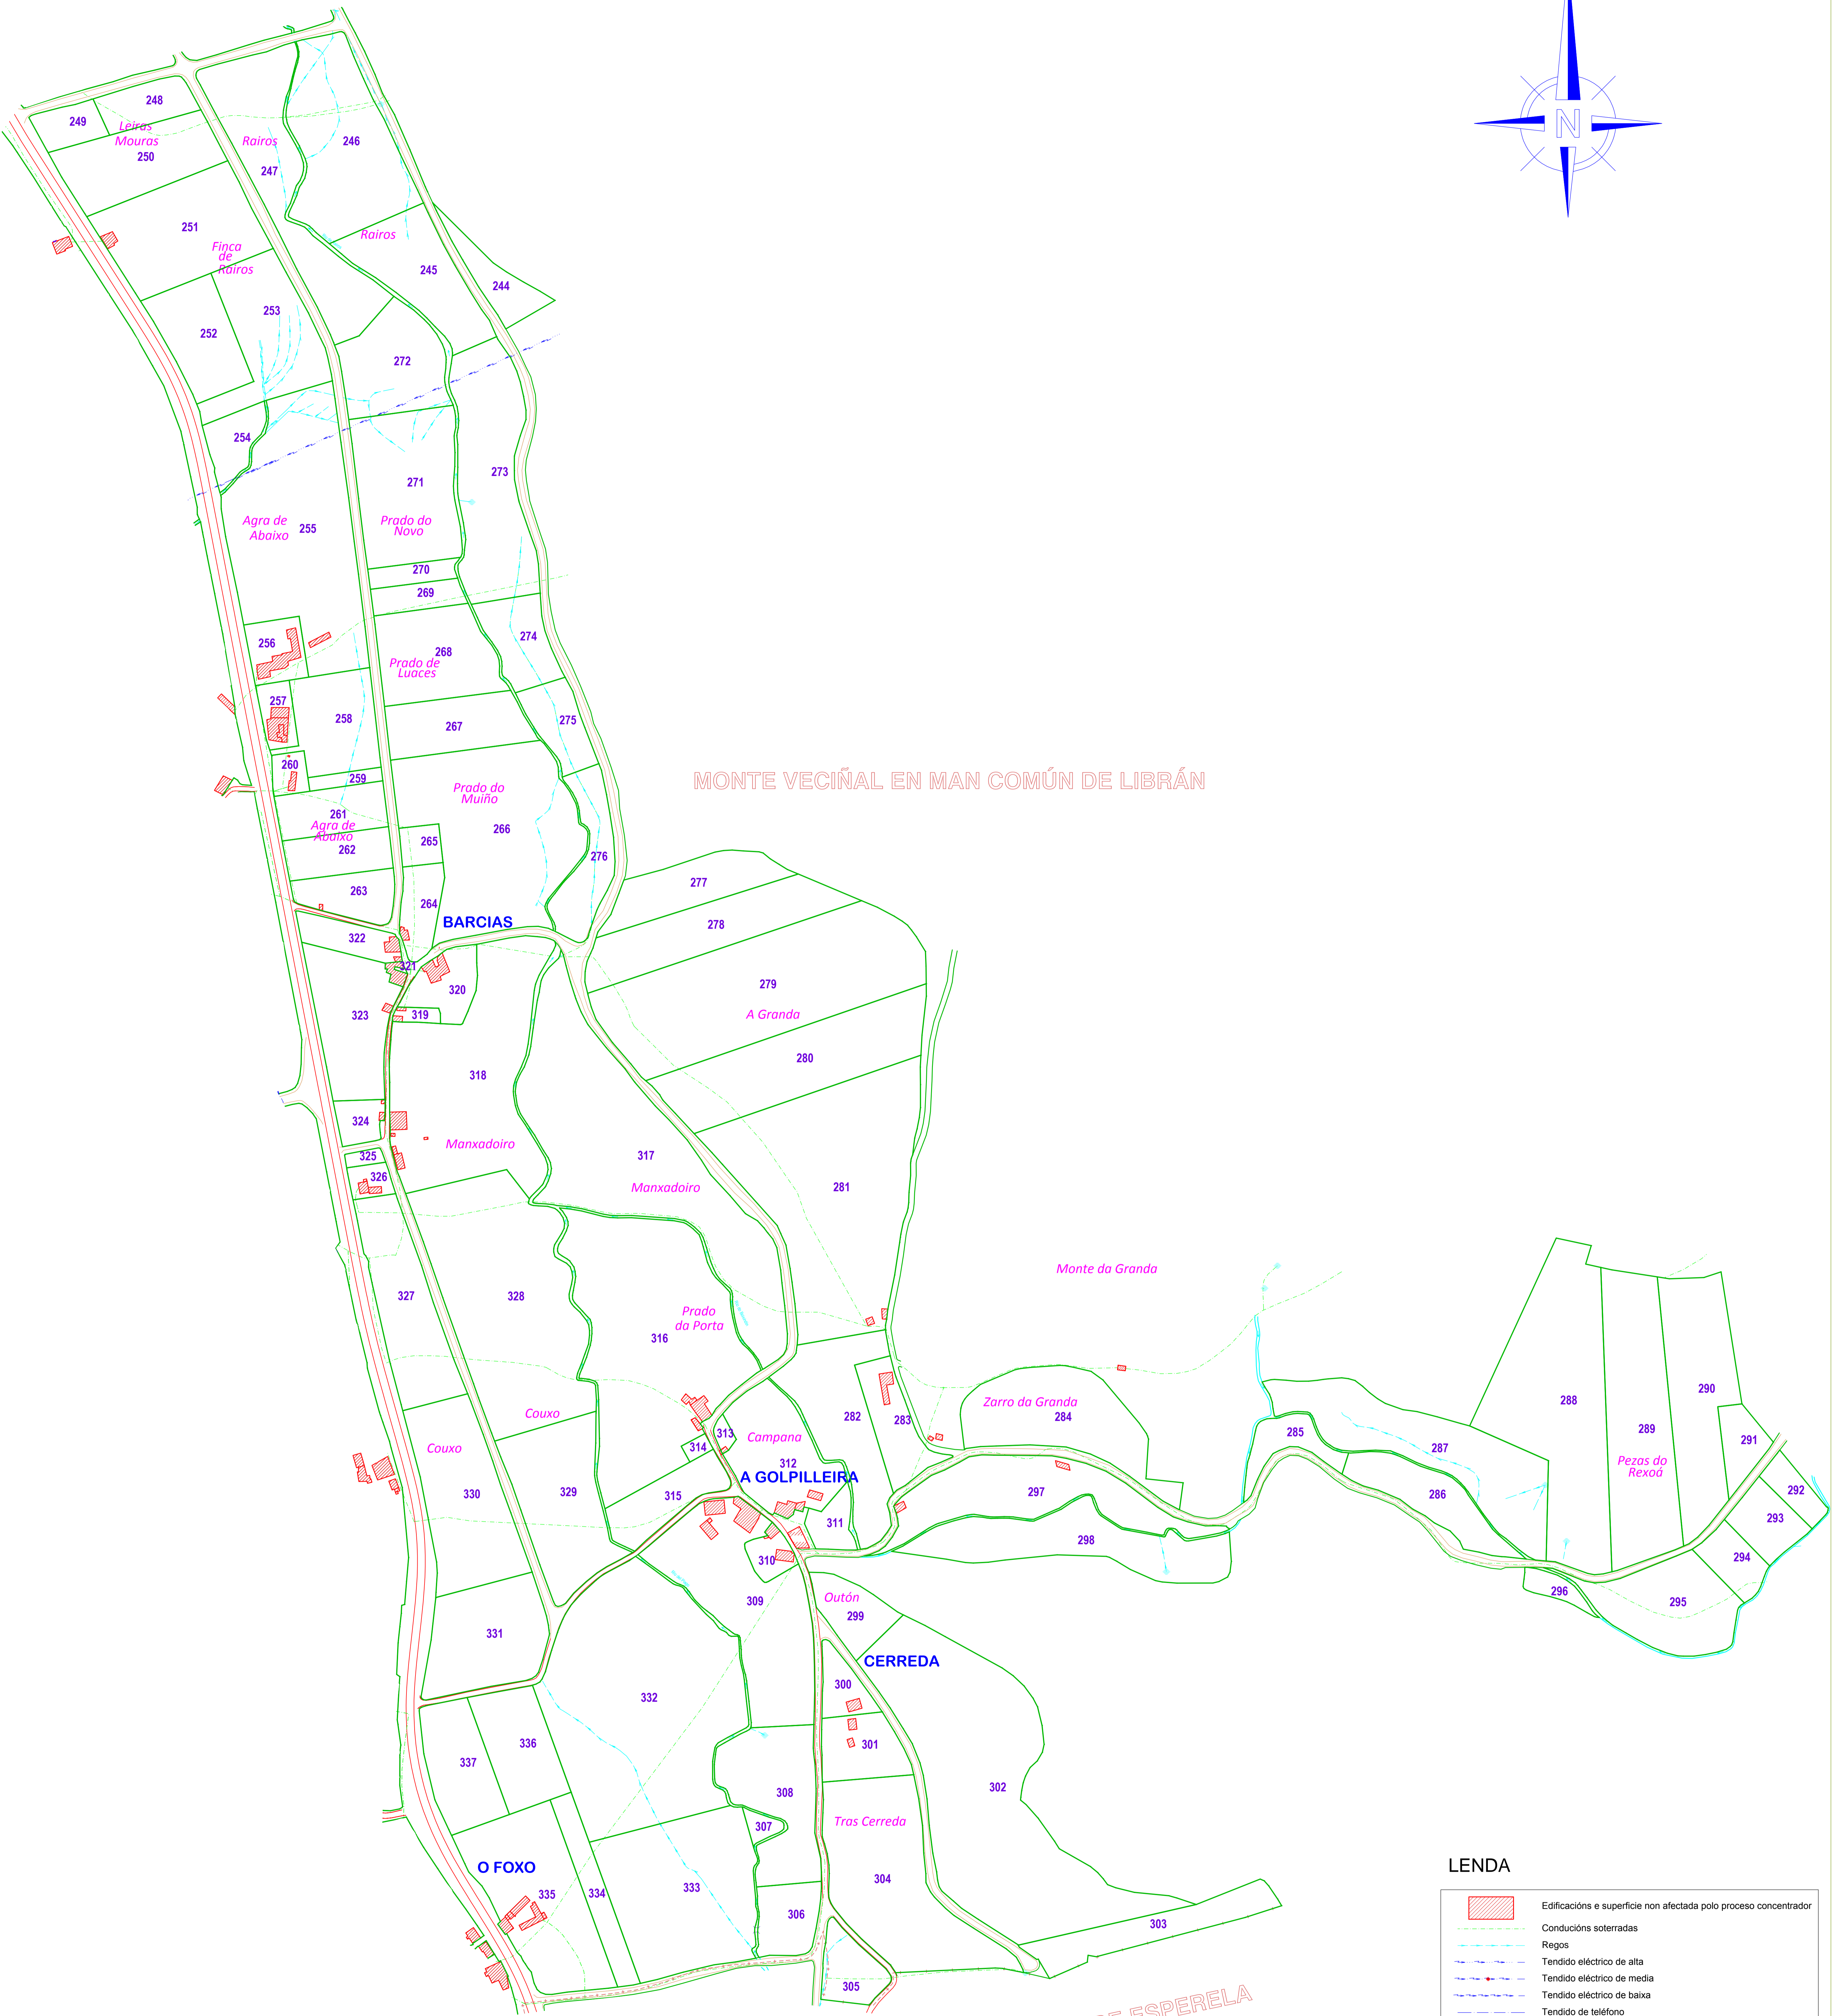 N
248
249
Leiras
Mouras
250
Rairos
247
246
251
Finca
de
Rairos
Rairos
245
244
253
252
272
254
273
271
Agra de
Abaixo
255
Prado do
Novo
270
269
256
274
268
Prado de
Luaces
257
258
275
267
260
259
MONTE VECIÑAL EN MAN COMÚN DE LIBRÁN
Prado do
Muiño
261
Agra de
Abaixo
262
266
265
276
263
264
277
BARCIAS
278
322
321
320
279
323
319
A Granda
280
318
324
Manxadoiro
317
325
326
Manxadoiro
281
Monte da Granda
327
328
Prado
da Porta
316
288
290
Zarro da Granda
284
Couxo
282
283
313
Campana
314
312
285
287
289
291
Couxo
Pezas do
Rexoá
A GOLPILLEIRA
330
329
315
297
286
292
311
293
298
310
294
296
309
Outón
299
295
331
CERREDA
332
300
336
301
337
302
308
307
Tras Cerreda
O FOXO
335
334
333
304
306
303
305
DE ESPERELA
LENDA
Edificacións e superficie non afectada polo proceso concentrador
Conducións soterradas
Regos
Tendido eléctrico de alta
Tendido eléctrico de media
Tendido eléctrico de baixa
Tendido de teléfono